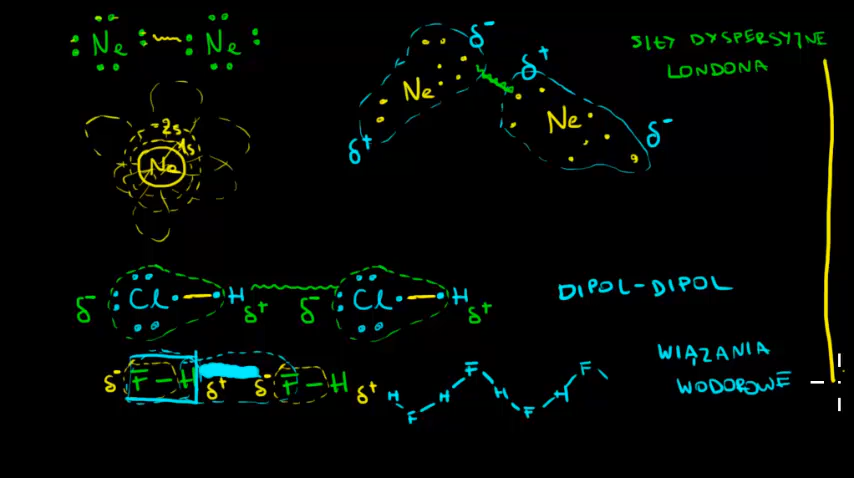 Ne Ne
SIŁY DYSPERSYJNE
LONDONA
δ⁻
δ⁺
Ne
Ne
δ⁺
δ⁻
2s
1s
Ne
δ⁻ Cl H δ⁺ δ⁻ Cl H δ⁺
DIPOL-DIPOL
WIĄZANIA
WODOROWE
δ⁻ F – H δ⁺ δ⁻ F – H δ⁺
H F H F H F H F